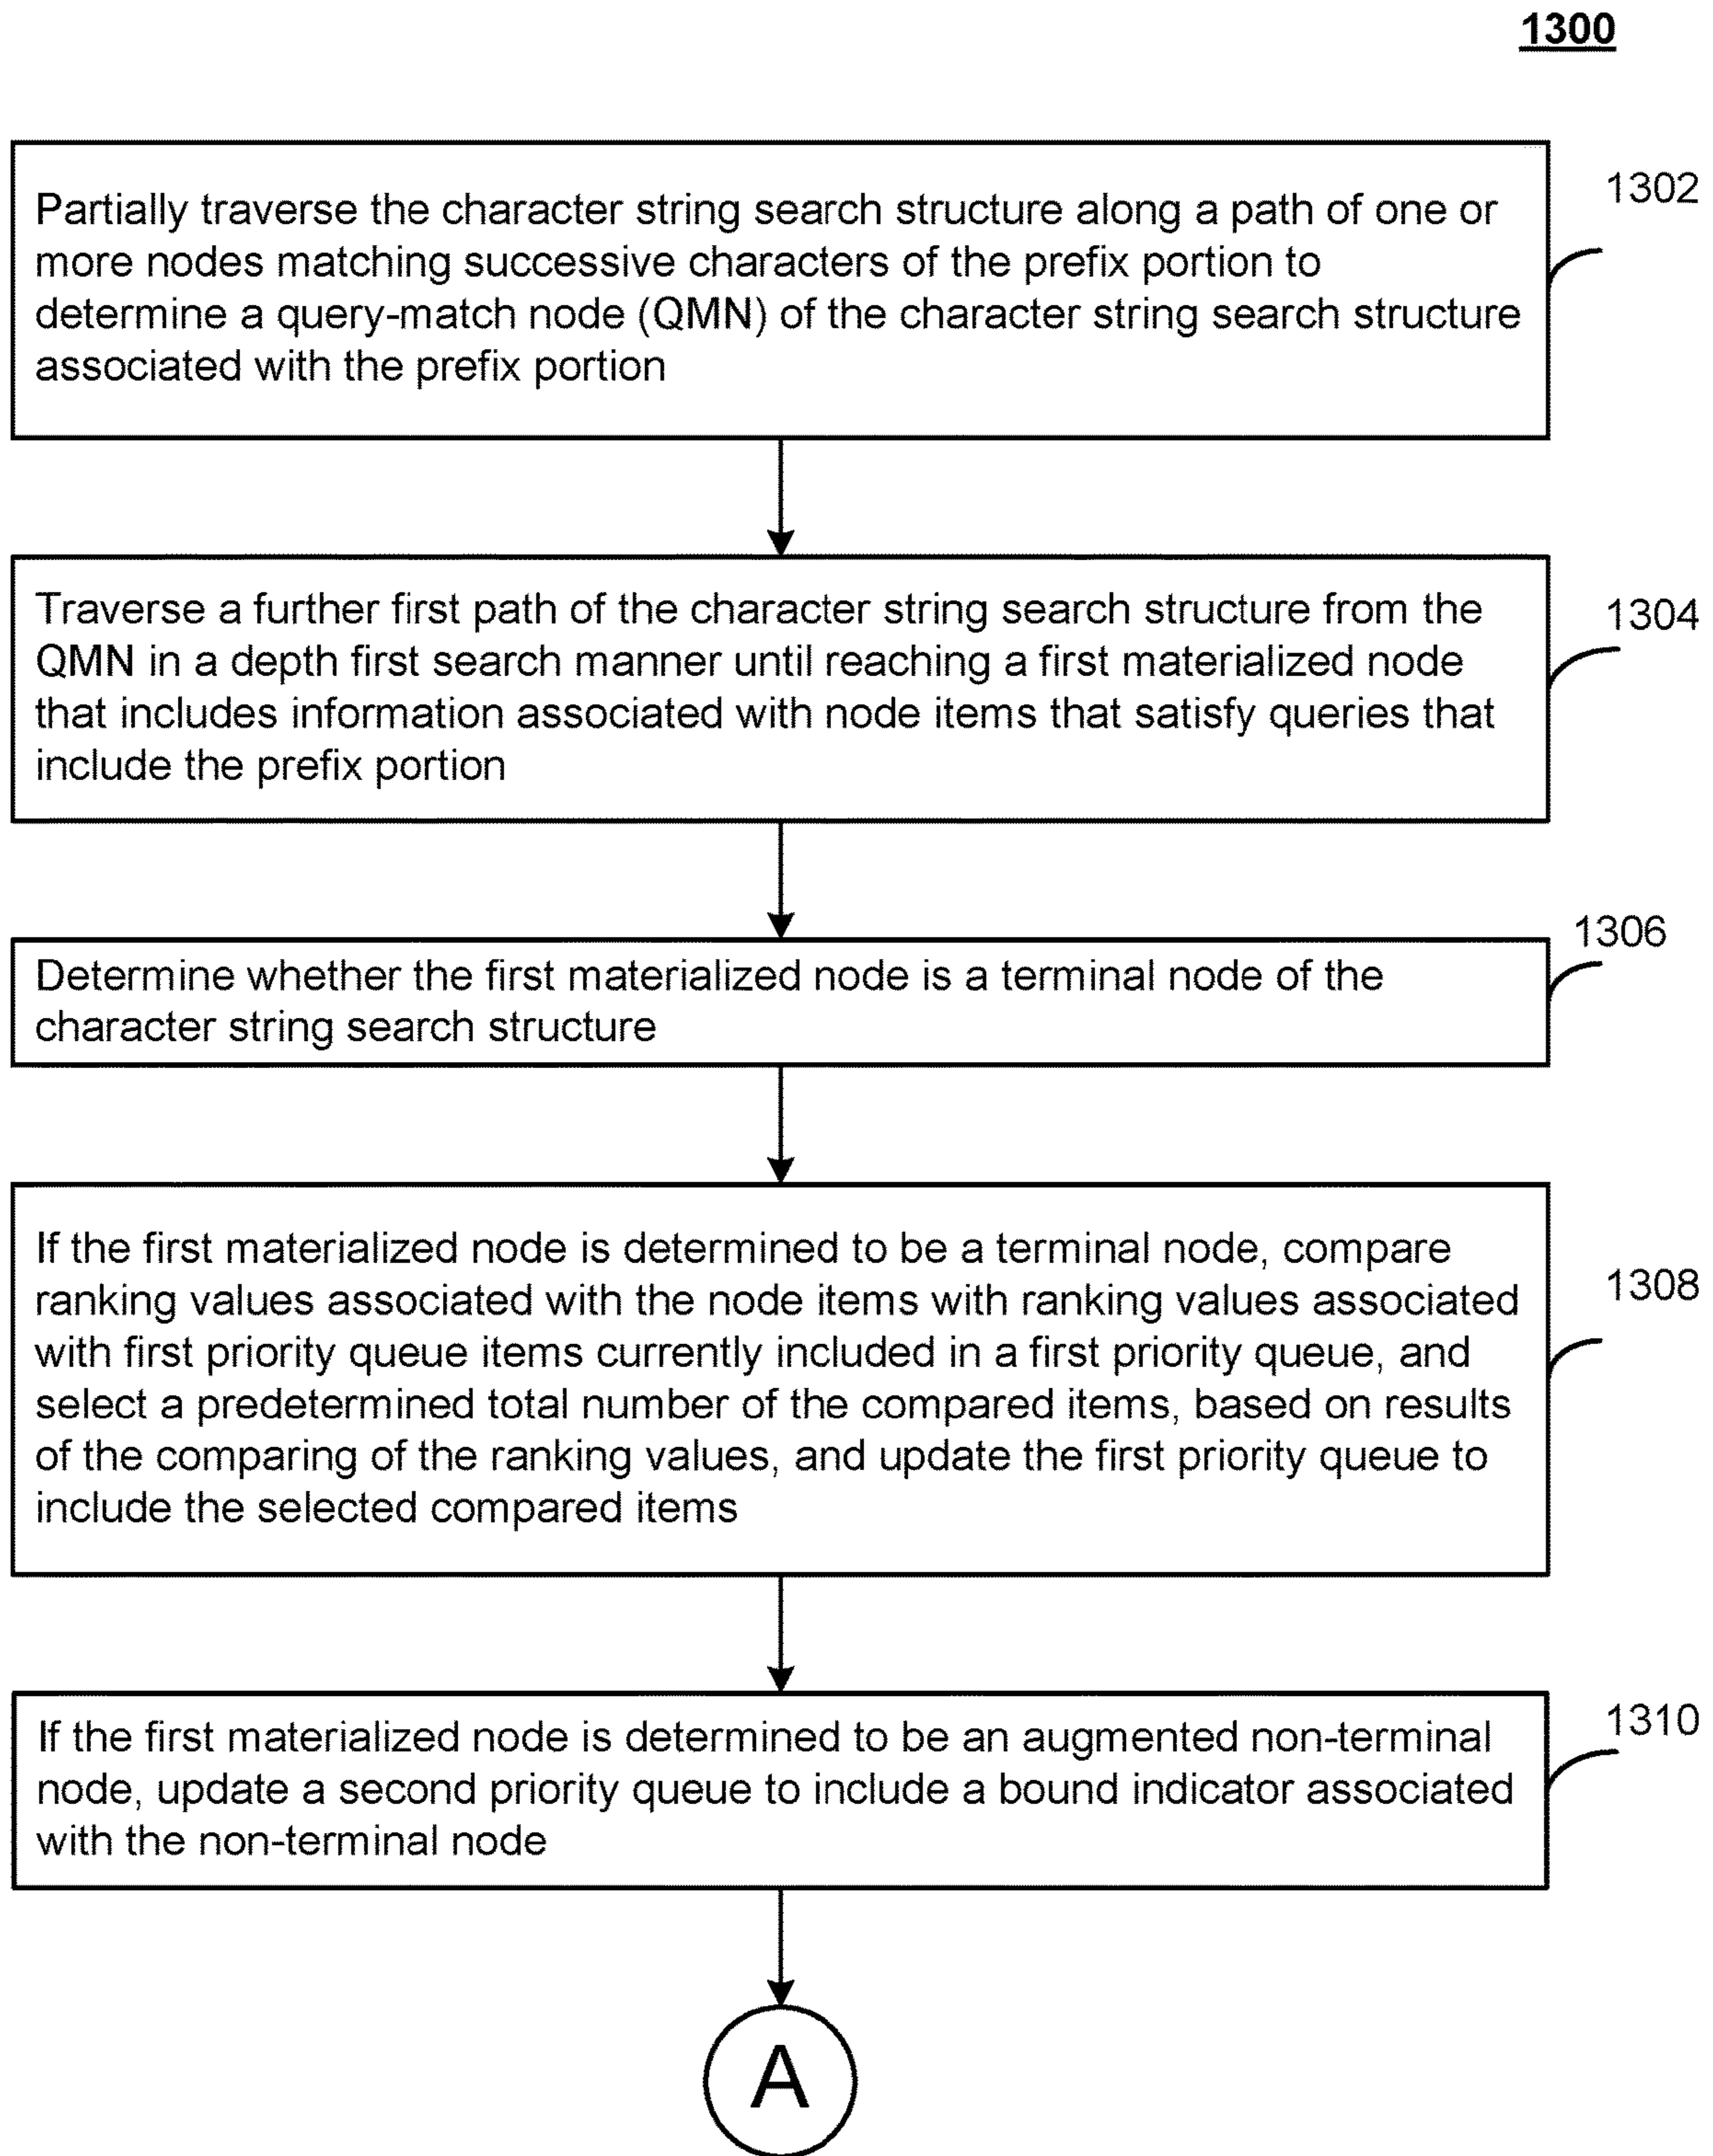 1300
Partially traverse the character string search structure along a path of one or
more nodes matching successive characters of the prefix portion to
determine a query-match node (QMN) of the character string search structure
associated with the prefix portion
1302
Traverse a further first path of the character string search structure from the
QMN in a depth first search manner until reaching a first materialized node
that includes information associated with node items that satisfy queries that
include the prefix portion
1304
Determine whether the first materialized node is a terminal node of the
character string search structure
1306
If the first materialized node is determined to be a terminal node, compare
ranking values associated with the node items with ranking values associated
with first priority queue items currently included in a first priority queue, and
select a predetermined total number of the compared items, based on results
of the comparing of the ranking values, and update the first priority queue to
include the selected compared items
1308
If the first materialized node is determined to be an augmented non-terminal
node, update a second priority queue to include a bound indicator associated
with the non-terminal node
1310
A